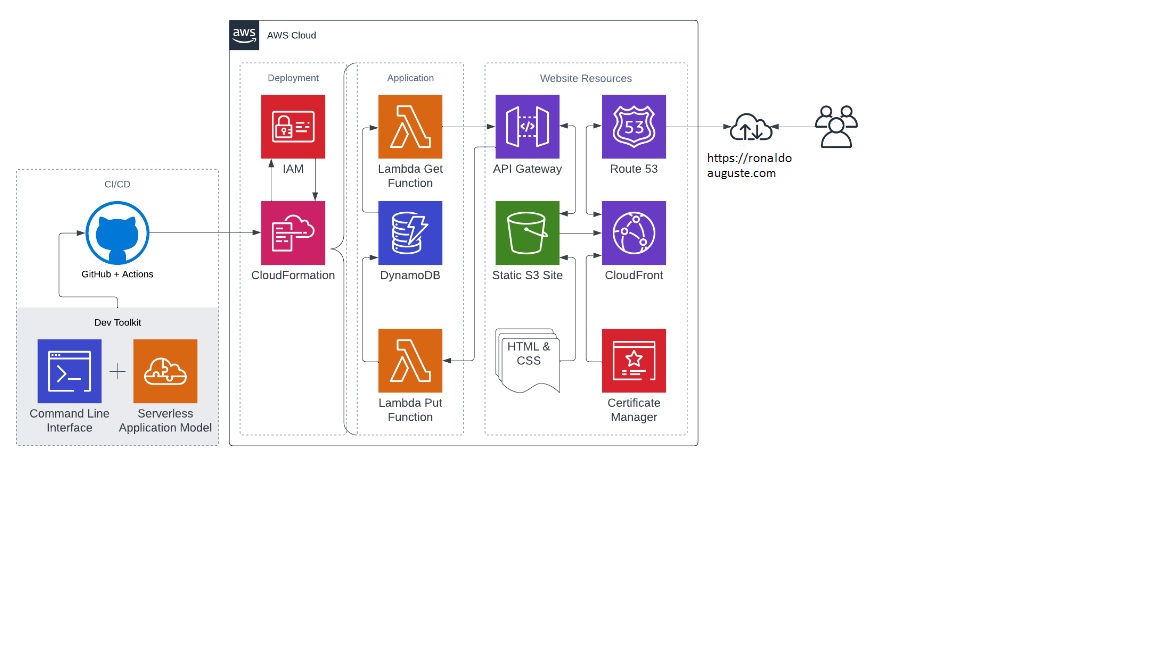 aws
AWS Cloud
Deployment
Application
Website Resources
IAM
Lambda Get
Function
API Gateway
53
Route 53
https://ronaldo
auguste.com
CI/CD
GitHub + Actions
CloudFormation
DynamoDB
Static S3 Site
CloudFront
Dev Toolkit
Command Line
Interface
Serverless
Application Model
Lambda Put
Function
HTML &
CSS
Certificate
Manager